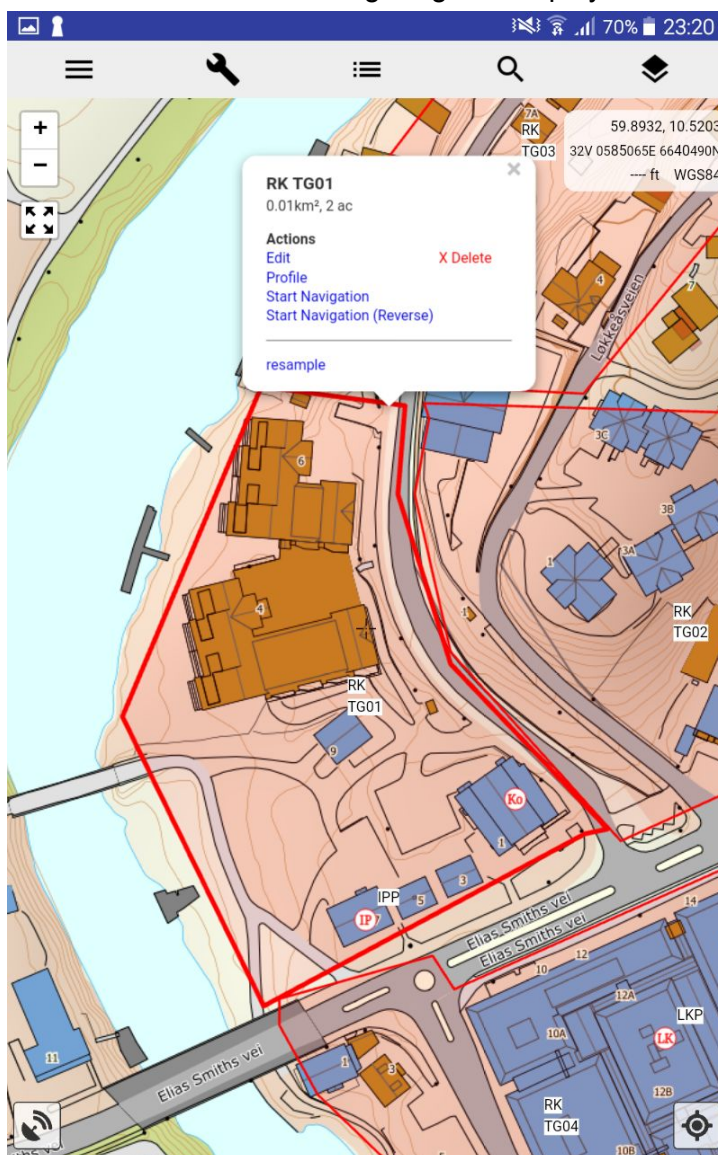 70% 23:20
+
−
59.8932, 10.5203
32V 0585065E 6640490N
---- ft WGS84
7A
RK
TG03
RK TG01
×
0.01km², 2 ac
Actions
Edit X Delete
Profile
Start Navigation
Start Navigation (Reverse)
resample
4
7
Løkkeåsveien
6
3C
3B
3A
1
4
1
RK
TG02
RK
TG01
9
Ko
1
3
5
IPP
IP
7
Elias Smiths vei
Elias Smiths vei
14
12
10
12A
LKP
10A
LK
11
1
3
12B
Elias Smiths vei
RK
TG04
10B